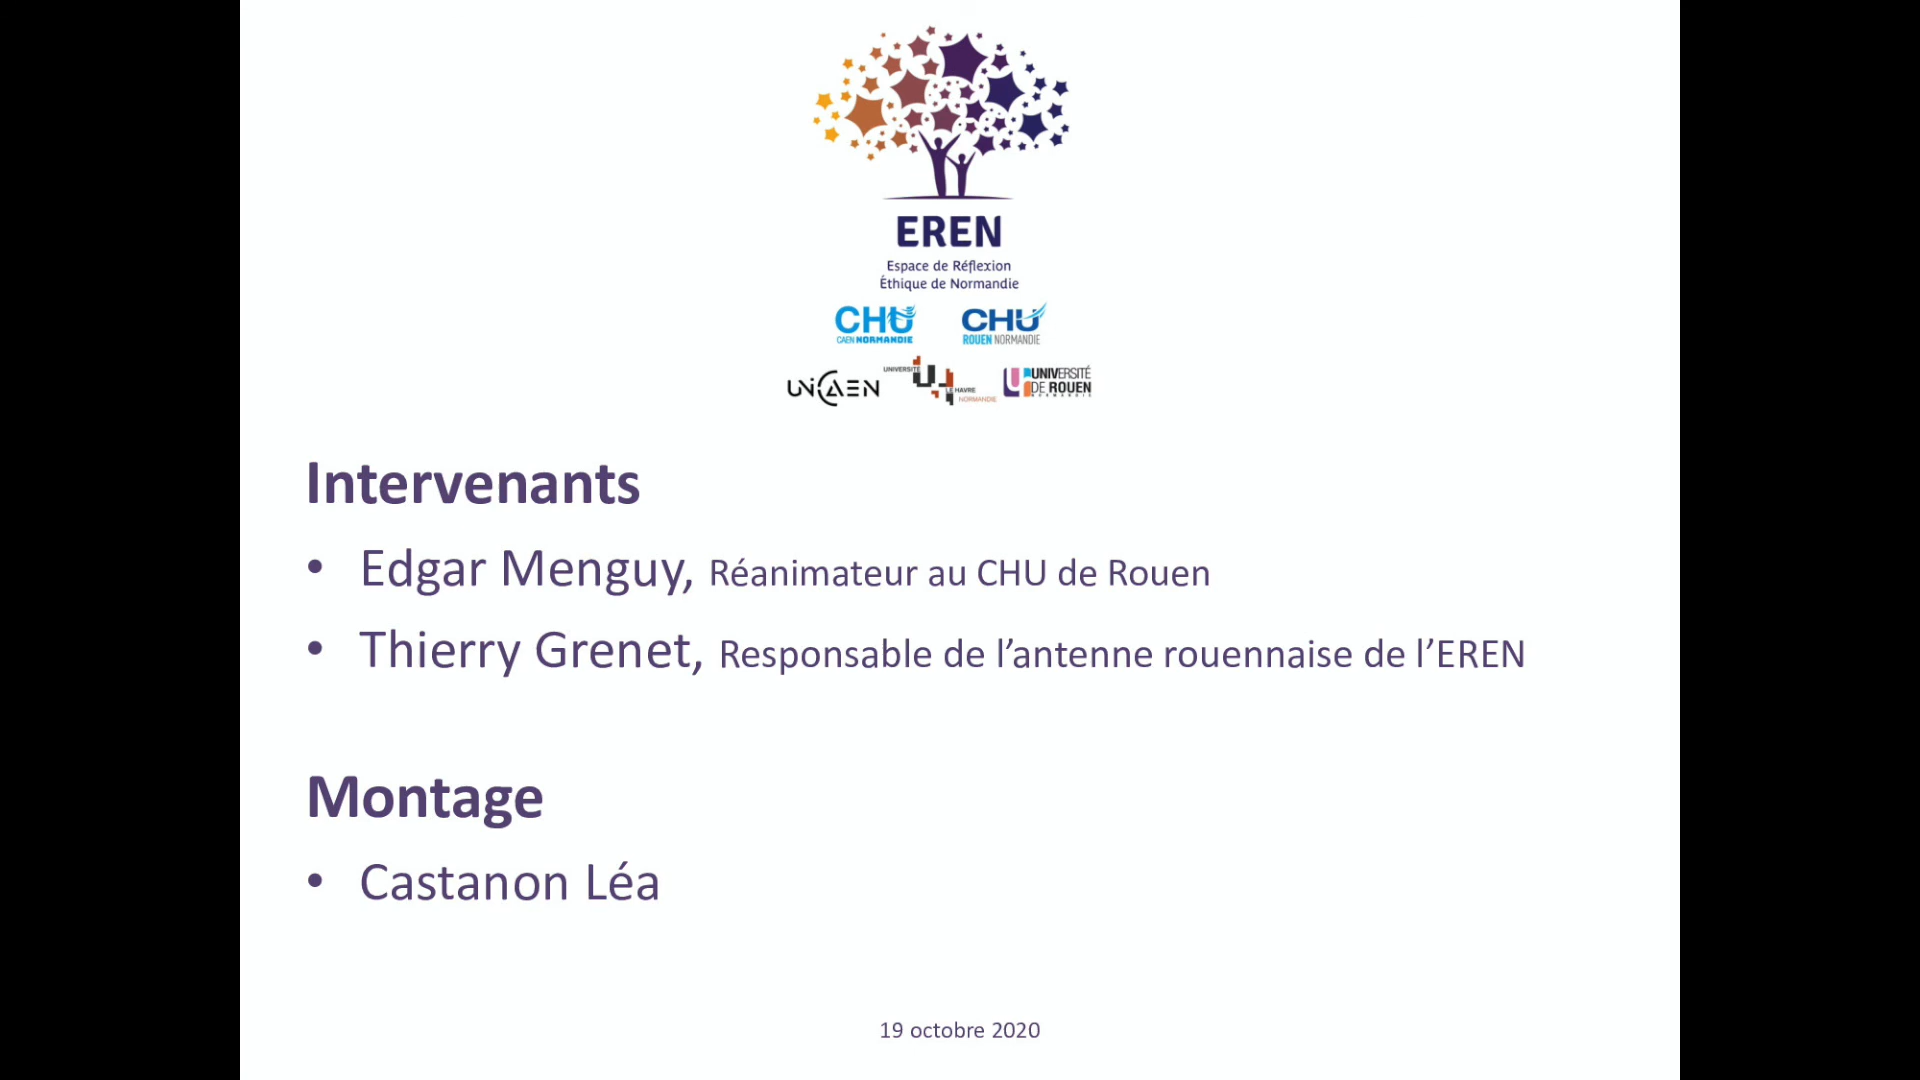 EREN
Espace de Réflexion
Éthique de Normandie
CHU
CAEN NORMANDIE
CHU
ROUEN NORMANDIE
UNICAEN
UNIVERSITÉ
LE HAVRE
NORMANDIE
UNIVERSITÉ
DE ROUEN
NORMANDIE
Intervenants
• Edgar Menguy, Réanimateur au CHU de Rouen
• Thierry Grenet, Responsable de l’antenne rouennaise de l’EREN
Montage
• Castanon Léa
19 octobre 2020